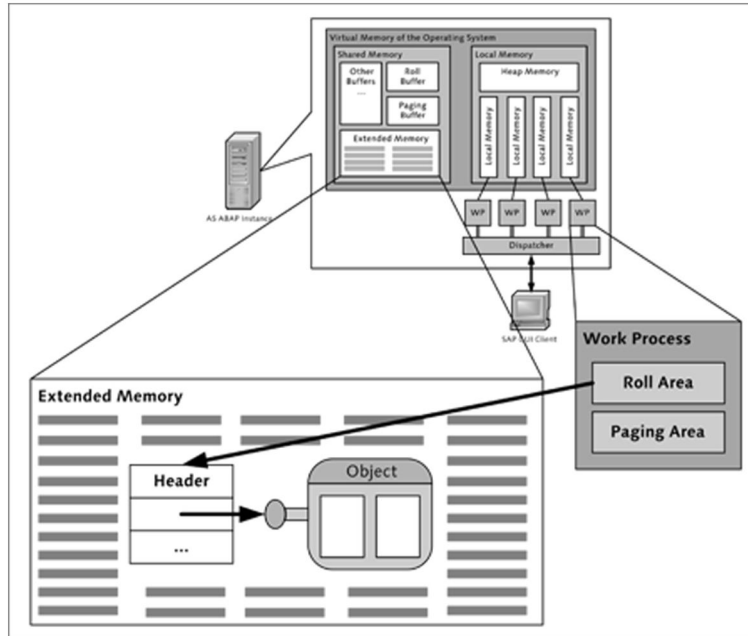 Virtual Memory of the Operating System
Shared Memory
Local Memory
Other
Buffers
...
Roll
Buffer
Paging
Buffer
Extended Memory
Heap Memory
Local Memory
Local Memory
Local Memory
Local Memory
AS ABAP Instance
WP
WP
WP
WP
Dispatcher
SAP GUI Client
Work Process
Roll Area
Paging Area
Extended Memory
Header
...
Object